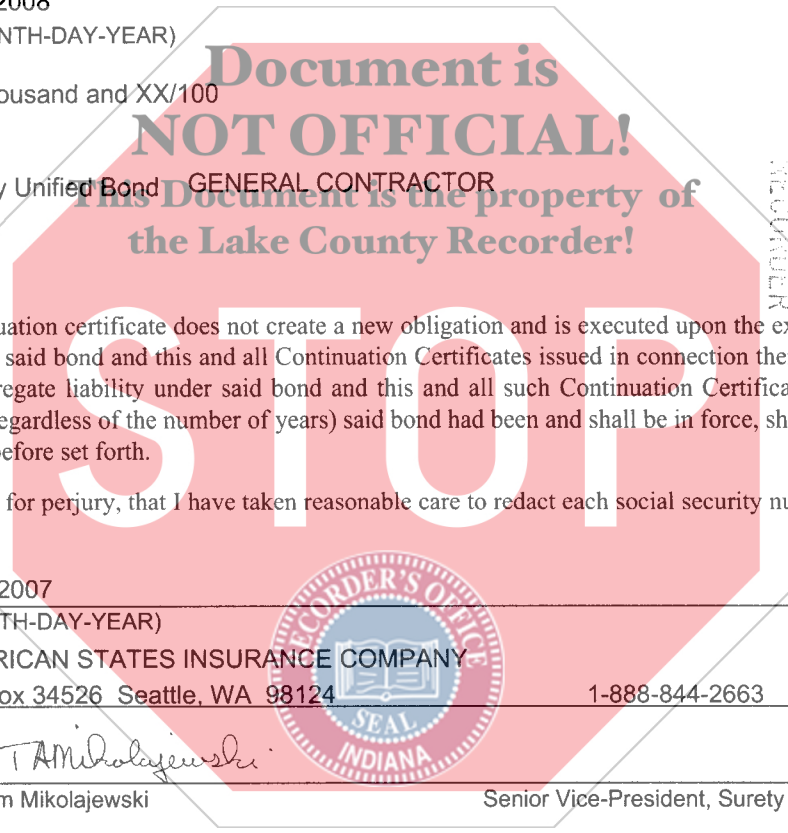 2008
NTH-DAY-YEAR)
Document is
ousand and XX/100
NOT OFFICIAL!
y Unified Bond GENERAL CONTRACTOR
This Document is the property of
the Lake County Recorder!
RECORDER
uation certificate does not create a new obligation and is executed upon the ex
said bond and this and all Continuation Certificates issued in connection the
regate liability under said bond and this and all such Continuation Certifica
egardless of the number of years) said bond had been and shall be in force, sh
before set forth.
STOP
for perjury, that I have taken reasonable care to redact each social security nu
2007
TH-DAY-YEAR)
RICAN STATES INSURANCE COMPANY
ox 34526 Seattle, WA 98124 1-888-844-2663
RECORDER'S OFFICE
SEAL
INDIANA
TAMikolajewski
m Mikolajewski Senior Vice-President, Surety